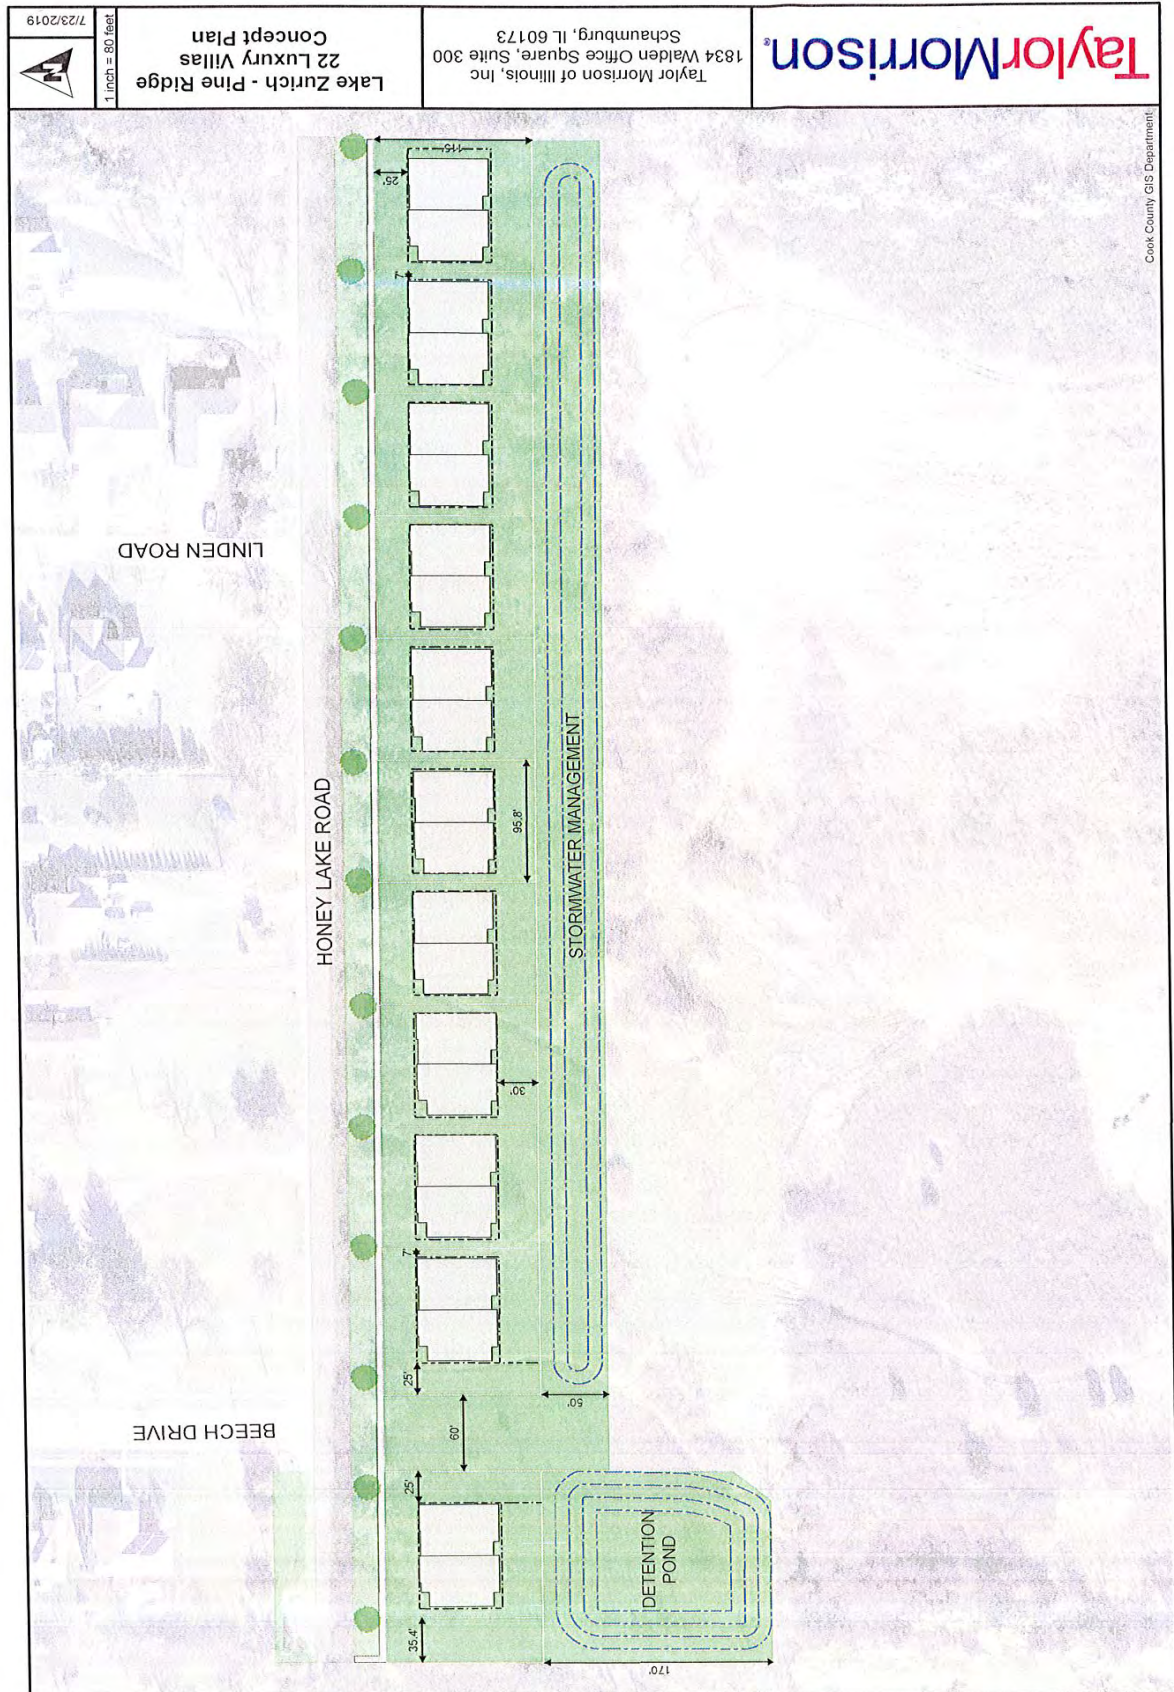 TaylorMorrison®
Taylor Morrison of Illinois, Inc
1834 Walden Office Square, Suite 300
Schaumburg, IL 60173
Lake Zurich - Pine Ridge
22 Luxury Villas
Concept Plan
1 inch = 80 feet
N
7/23/2019
Cook County GIS Department
115'
25'
7'
LINDEN ROAD
HONEY LAKE ROAD
95.8'
STORMWATER MANAGEMENT
30'
7'
25'
50'
60'
BEECH DRIVE
25'
DETENTION
POND
35.4'
170'